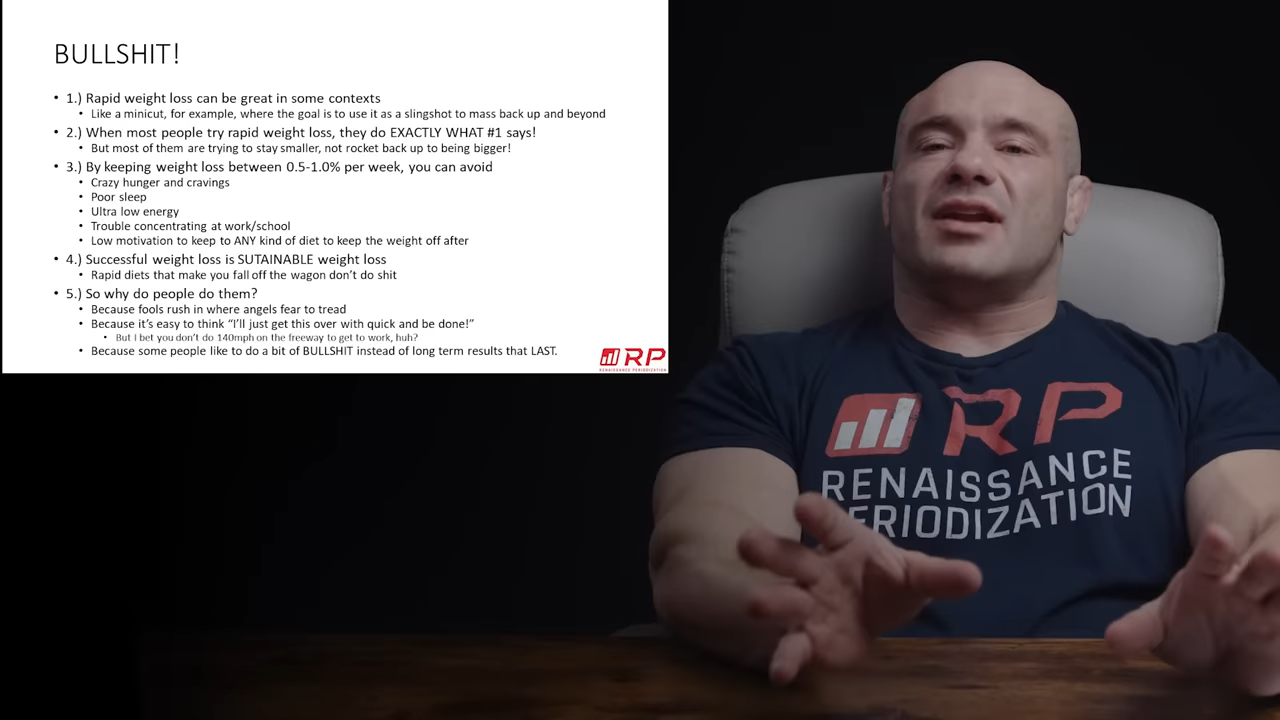 BULLSHIT!
• 1.) Rapid weight loss can be great in some contexts
• Like a minicut, for example, where the goal is to use it as a slingshot to mass back up and beyond
• 2.) When most people try rapid weight loss, they do EXACTLY WHAT #1 says!
• But most of them are trying to stay smaller, not rocket back up to being bigger!
• 3.) By keeping weight loss between 0.5-1.0% per week, you can avoid
• Crazy hunger and cravings
• Poor sleep
• Ultra low energy
• Trouble concentrating at work/school
• Low motivation to keep to ANY kind of diet to keep the weight off after
• 4.) Successful weight loss is SUTAINABLE weight loss
• Rapid diets that make you fall off the wagon don't do shit
• 5.) So why do people do them?
• Because fools rush in where angels fear to tread
• Because it's easy to think "I'll just get this over with quick and be done!"
• But I bet you don't do 140mph on the freeway to get to work, huh?
• Because some people like to do a bit of BULLSHIT instead of long term results that LAST.
RP
RENAISSANCE PERIODIZATION
RP
RENAISSANCE
PERIODIZATION